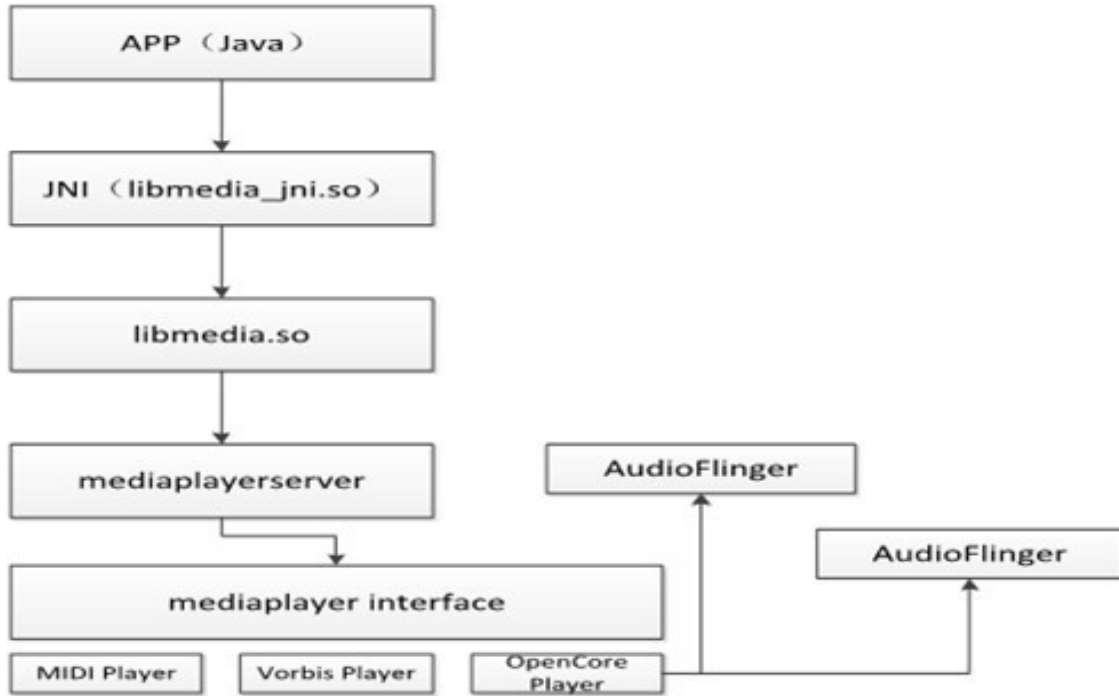 APP（Java）
JNI（libmedia_jni.so）
libmedia.so
mediaplayerserver
AudioFlinger
AudioFlinger
mediaplayer interface
MIDI Player
Vorbis Player
OpenCore
Player